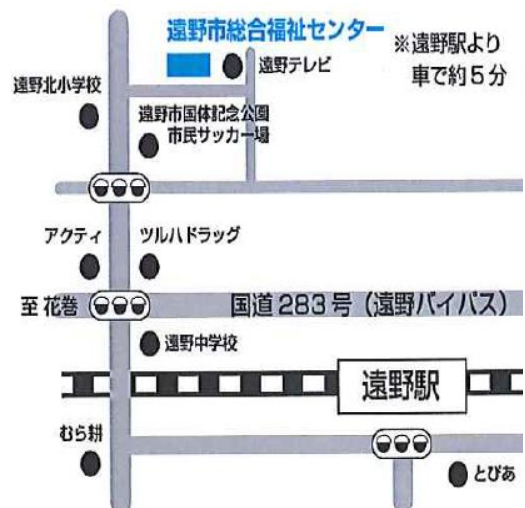 遠野市総合福祉センター
※遠野駅より
車で約5分
遠野テレビ
遠野北小学校
遠野市国体記念公園
市民サッカー場
アクティ
ツルハドラッグ
至 花巻
国道283号(遠野バイパス)
遠野中学校
遠野駅
むら耕
とぴあ